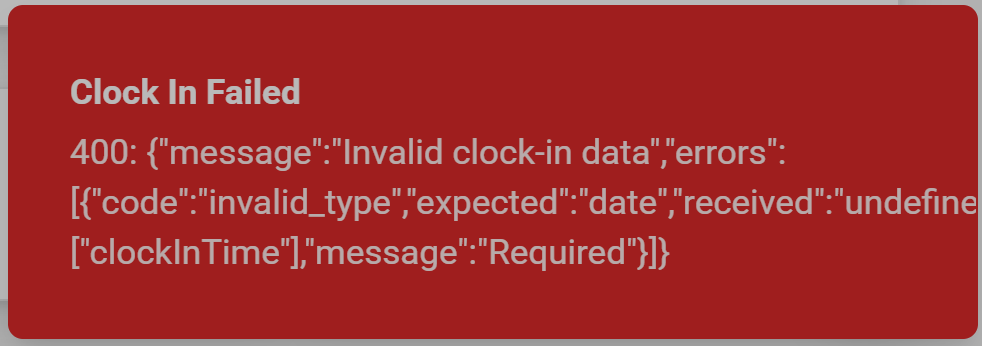 Clock In Failed
400: {"message":"Invalid clock-in data","errors":
[{"code":"invalid_type","expected":"date","received":"undefine
["clockInTime"],"message":"Required"}]}